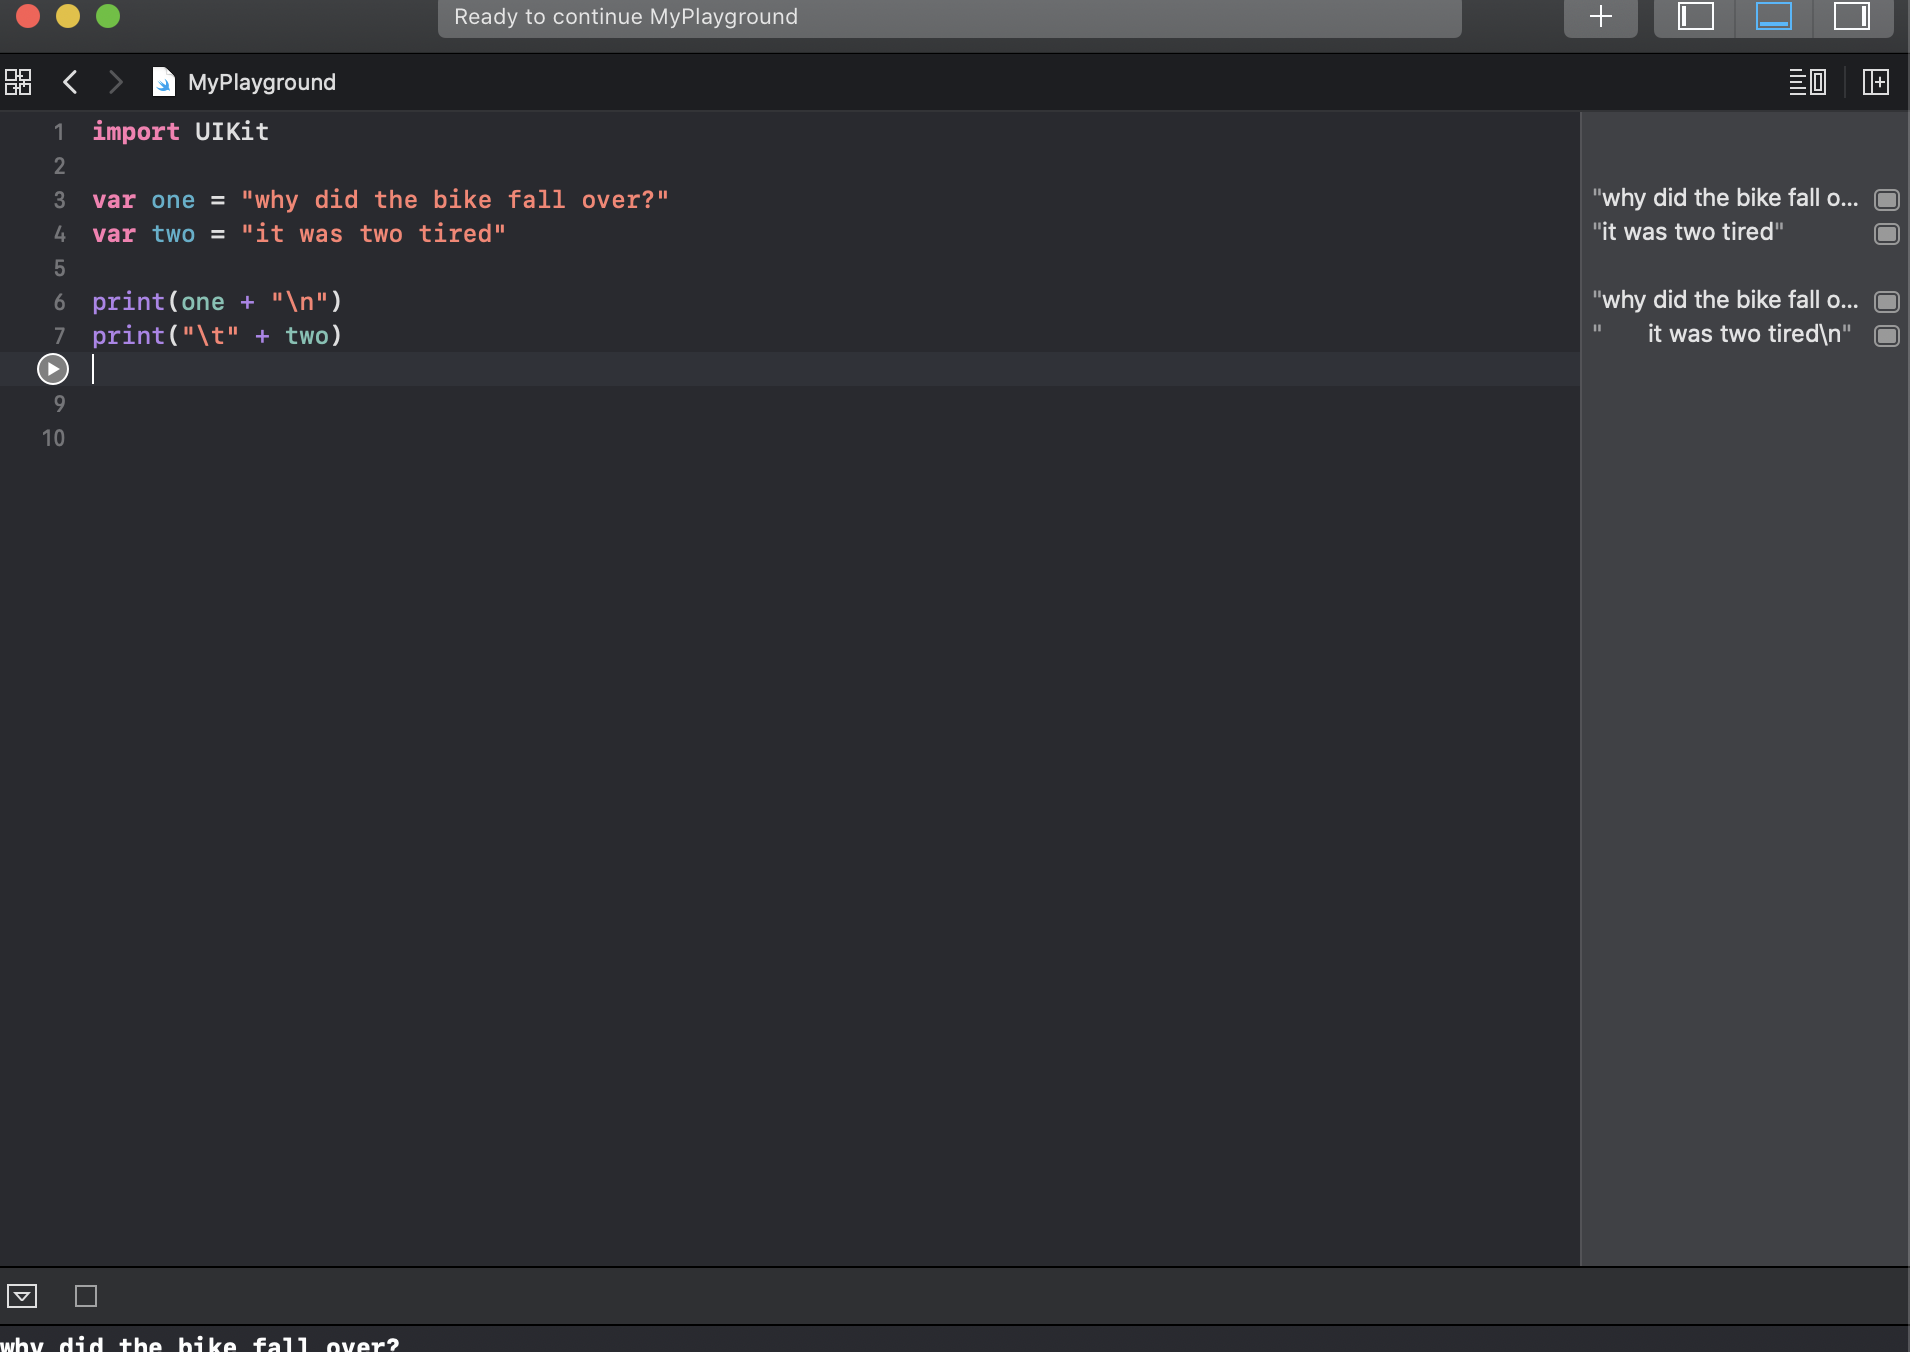 Ready to continue MyPlayground
MyPlayground
1 import UIKit
2
3 var one = "why did the bike fall over?" "why did the bike fall o...
4 var two = "it was two tired" "it was two tired"
5
6 print(one + "\n") "why did the bike fall o...
7 print("\t" + two) " it was two tired\n"
9
10
why did the bike fall over?